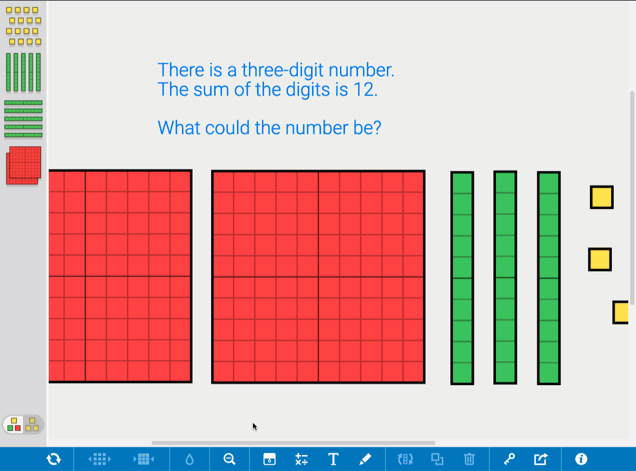 There is a three-digit number.
The sum of the digits is 12.
What could the number be?